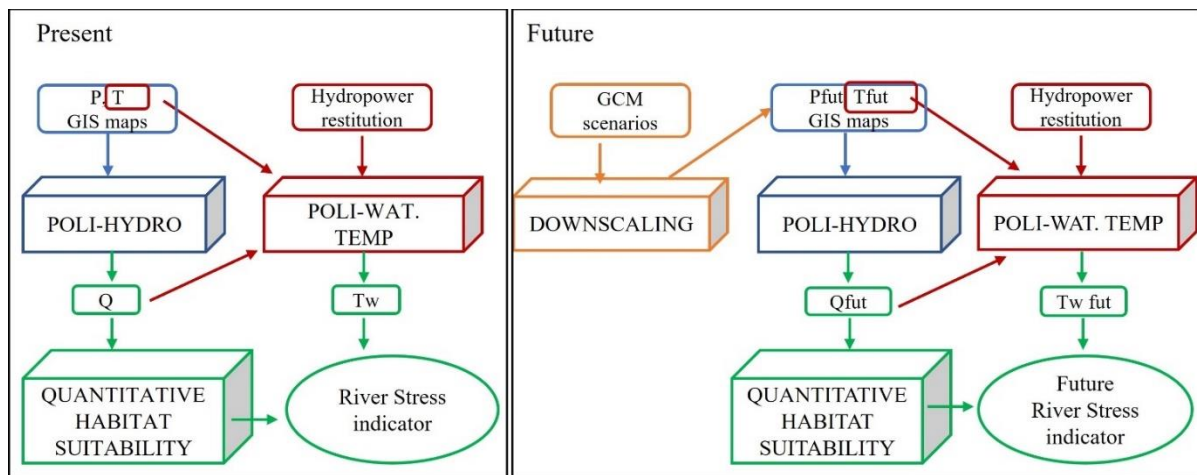 Present
P, T
GIS maps
Hydropower
restitution
POLI-HYDRO
POLI-WAT.
TEMP
Q
Tw
QUANTITATIVE
HABITAT
SUITABILITY
River Stress
indicator
Future
GCM
scenarios
Pfut Tfut
GIS maps
Hydropower
restitution
DOWNSCALING
POLI-HYDRO
POLI-WAT. TEMP
Qfut
Tw fut
QUANTITATIVE
HABITAT
SUITABILITY
Future
River Stress
indicator